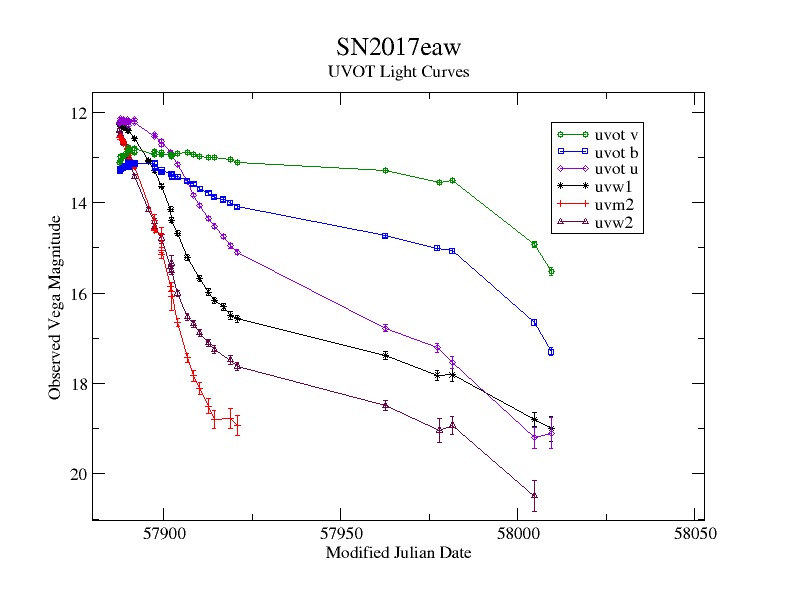 SN2017eaw
UVOT Light Curves
12
14
16
18
20
Observed Vega Magnitude
uvot v
uvot b
uvot u
uvw1
uvm2
uvw2
57900 57950 58000 58050
Modified Julian Date